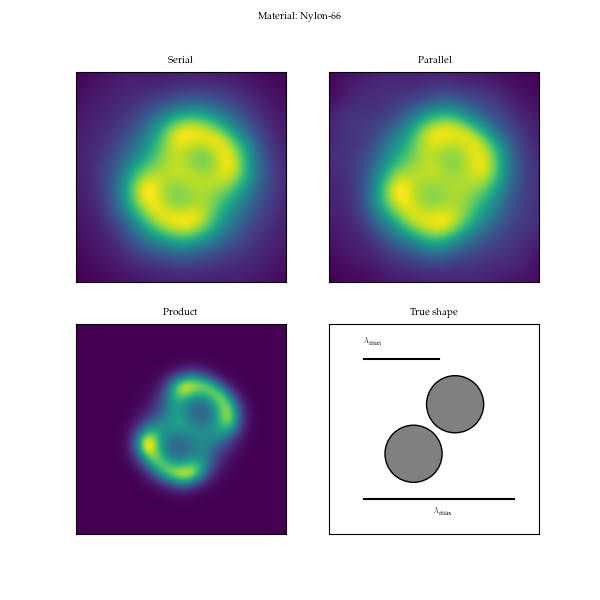 Material: Nylon-66
Serial
Parallel
Product
True shape
λmin
λmax